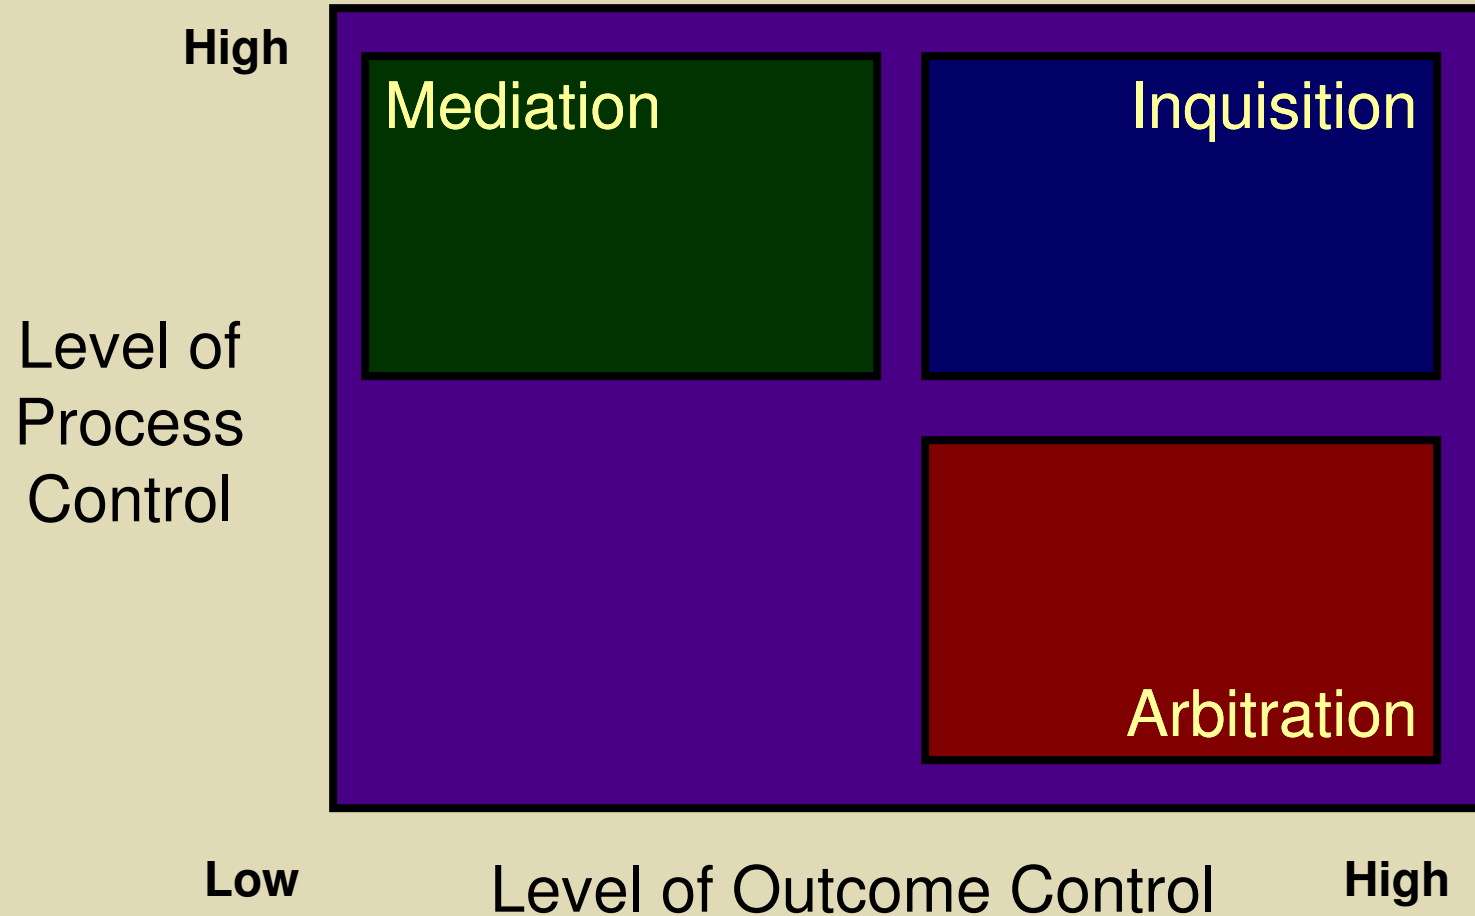 High
Mediation
Inquisition
Level of
Process
Control
Arbitration
Low
Level of Outcome Control
High